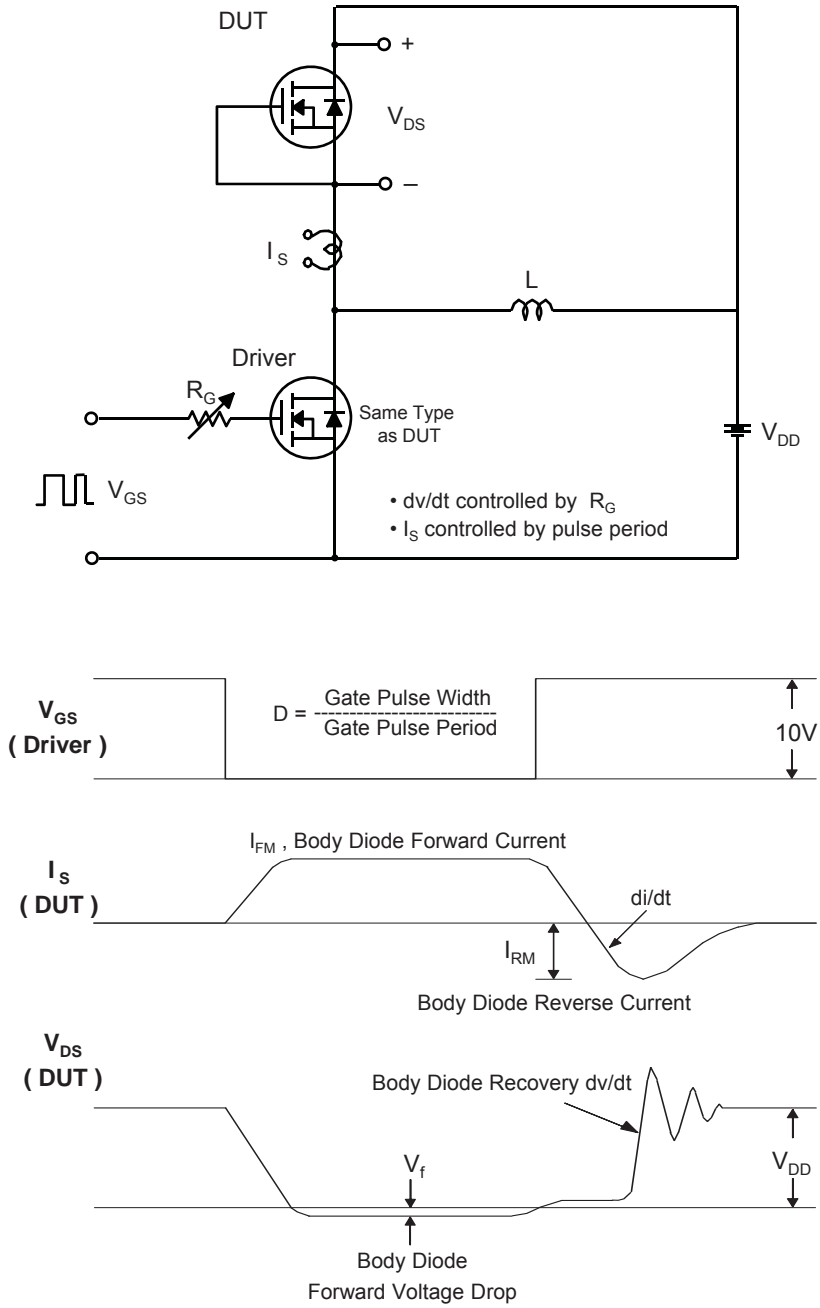 DUT
+
V_DS
–
I_S
L
Driver
R_G
Same Type
as DUT
V_DD
V_GS
• dv/dt controlled by R_G
• I_S controlled by pulse period
V_GS
( Driver )
D = Gate Pulse Width
Gate Pulse Period
10V
I_FM , Body Diode Forward Current
I_S
( DUT )
di/dt
I_RM
Body Diode Reverse Current
V_DS
( DUT )
Body Diode Recovery dv/dt
V_f
V_DD
Body Diode
Forward Voltage Drop